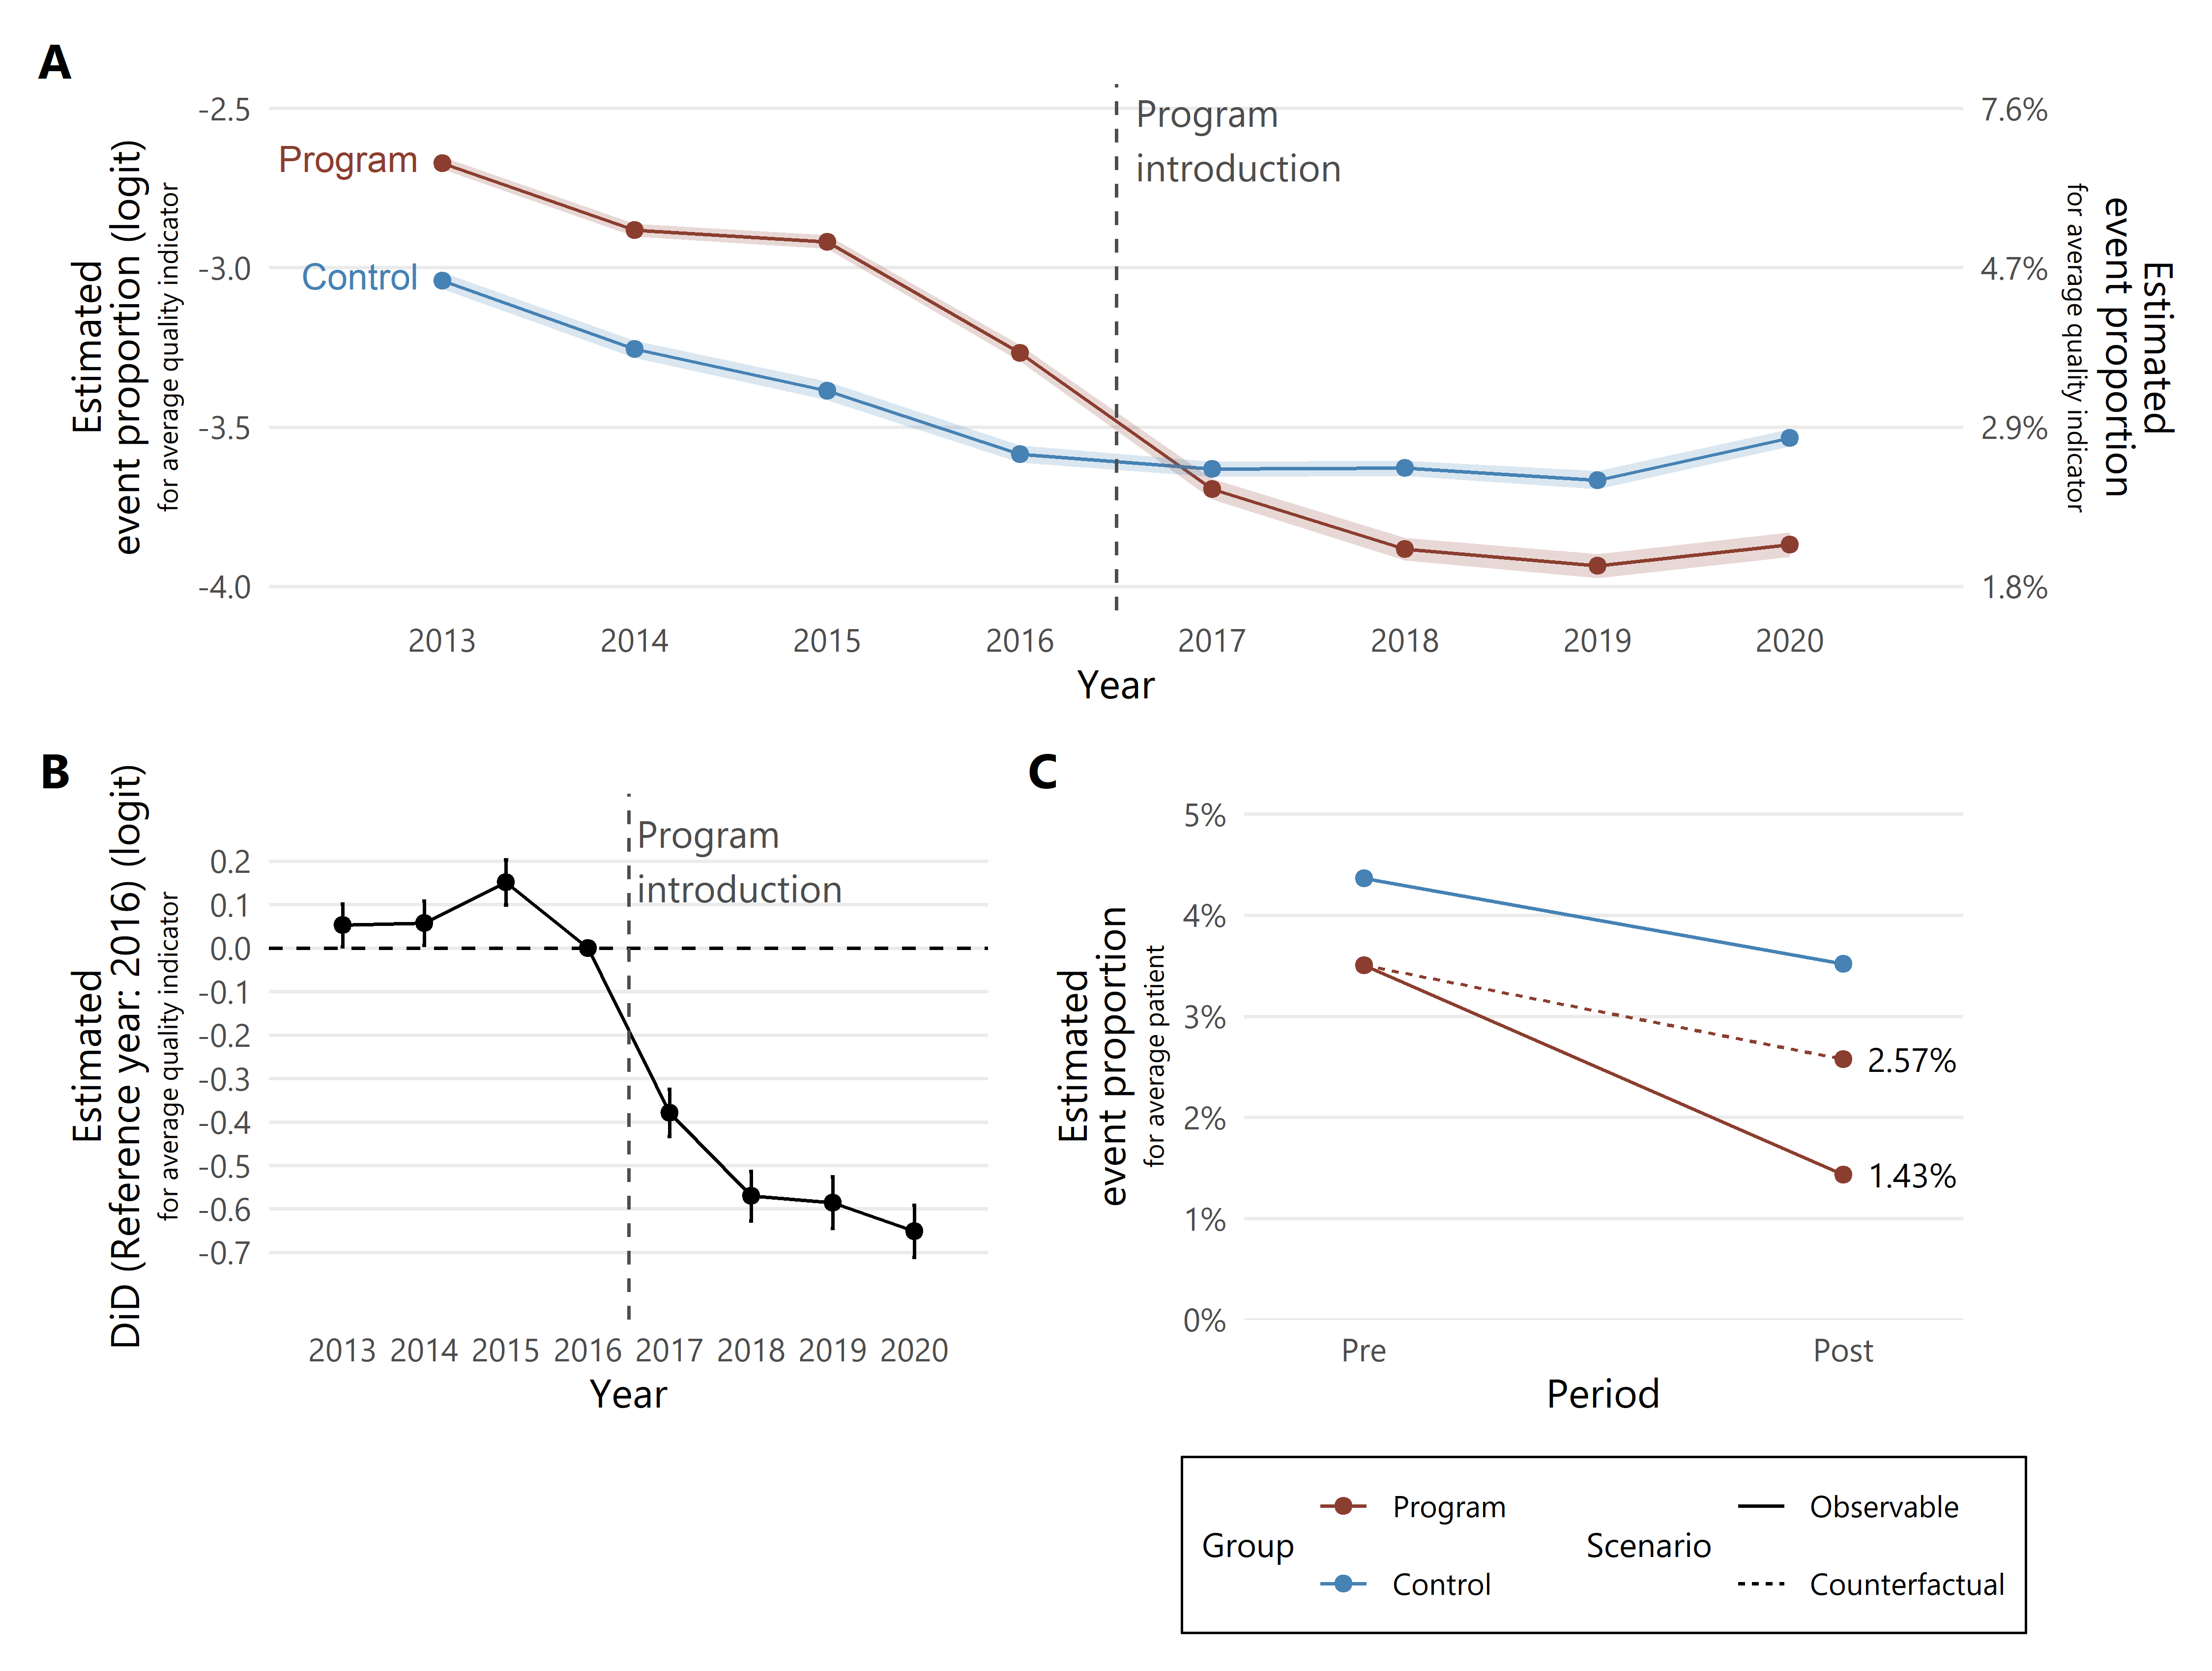 A
Estimated
event proportion (logit)
for average quality indicator
-2.5
-3.0
-3.5
-4.0
Program
Control
Program
introduction
7.6%
4.7%
2.9%
1.8%
Estimated
event proportion
for average quality indicator
2013 2014 2015 2016 2017 2018 2019 2020
Year
B
Estimated
DiD (Reference year: 2016) (logit)
for average quality indicator
0.2
0.1
0.0
-0.1
-0.2
-0.3
-0.4
-0.5
-0.6
-0.7
Program
introduction
2013 2014 2015 2016 2017 2018 2019 2020
Year
C
Estimated
event proportion
for average patient
5%
4%
3%
2%
1%
0%
2.57%
1.43%
Pre Post
Period
Group
Program
Control
Scenario
Observable
Counterfactual